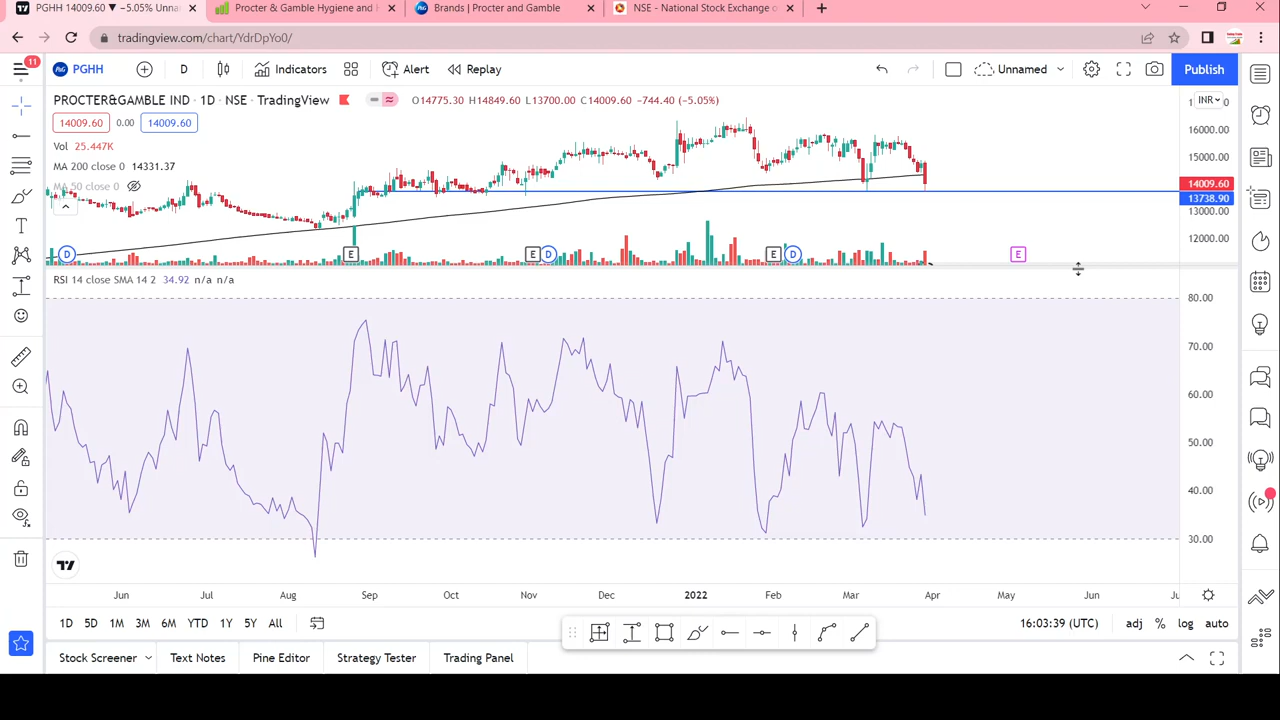 PGHH 14009.60 ▼ −5.05% Unna
Procter & Gamble Hygiene and H
Brands | Procter and Gamble
NSE - National Stock Exchange o
tradingview.com/chart/YdrDpYo0/
11
PGHH
D
Indicators
Alert
Replay
Unnamed
Publish
PROCTER&GAMBLE IND · 1D · NSE · TradingView
O14775.30 H14849.60 L13700.00 C14009.60 −744.40 (−5.05%)
INR
14009.60 0.00 14009.60
Vol 25.447K
MA 200 close 0 14331.37
MA 50 close 0
16000.00
15000.00
14009.60
13738.90
13000.00
12000.00
D E E D E D E
RSI 14 close SMA 14 2 34.92 n/a n/a
80.00
70.00
60.00
50.00
40.00
30.00
Jun Jul Aug Sep Oct Nov Dec 2022 Feb Mar Apr May Jun
1D 5D 1M 3M 6M YTD 1Y 5Y All
16:03:39 (UTC) adj % log auto
Stock Screener Text Notes Pine Editor Strategy Tester Trading Panel